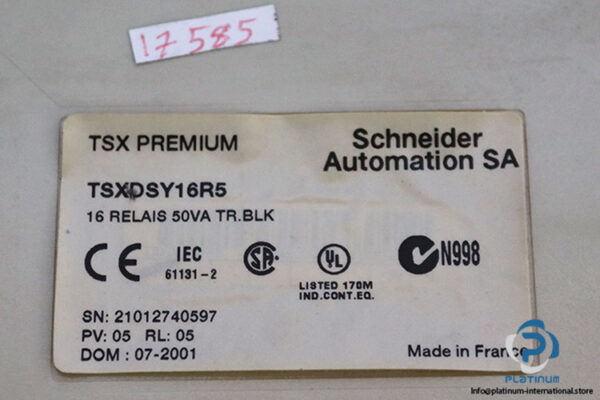 17585
TSX PREMIUM
Schneider
Automation SA
TSXDSY16R5
16 RELAIS 50VA TR.BLK
CE
IEC
61131-2
SA
UL
LISTED 170M
IND.CONT.EQ.
N998
SN: 21012740597
PV: 05 RL: 05
DOM : 07-2001
Made in France
PLATINUM
Info@platinum-international.store